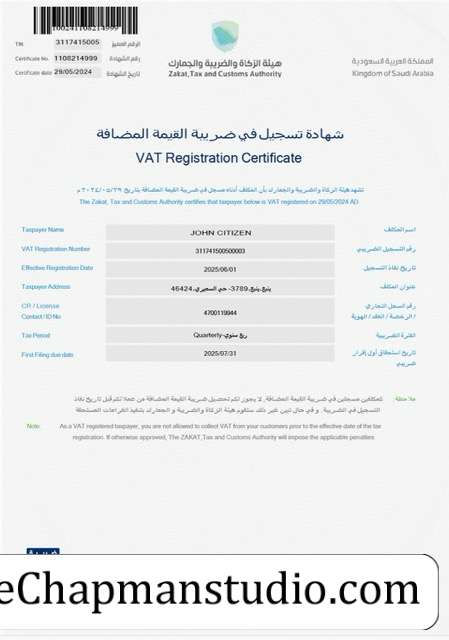 100241108214999
TIN 3117415005 الرقم المميز
Certificate No. 1108214999 رقم الشهادة
Certificate date 29/05/2024 تاريخ الشهادة
هيئة الزكاة والضريبة والجمارك
Zakat, Tax and Customs Authority
المملكة العربية السعودية
Kingdom of Saudi Arabia
شهادة تسجيل في ضريبة القيمة المضافة
VAT Registration Certificate
تشهد هيئة الزكاة والضريبة والجمارك بأن المكلف أدناه مسجل في ضريبة القيمة المضافة بتاريخ ٢٠٢٤/٠٥/٢٩ م
The Zakat, Tax and Customs Authority certifies that taxpayer below is VAT registered on 29/05/2024 AD
Taxpayer Name JOHN CITIZEN اسم المكلف
VAT Registration Number 311741500500003 رقم التسجيل الضريبي
Effective Registration Date 2025/06/01 تاريخ نفاذ التسجيل
Taxpayer Address ينبع,ينبع,3789- حي السميري,46424 عنوان المكلف
CR / License
Contact / ID No 4700119944 رقم السجل التجاري
/ الرخصة / العقد / الهوية
Tax Period Quarterly-ربع سنوي الفترة الضريبية
First Filing due date 2025/07/31 تاريخ استحقاق أول إقرار
ضريبي
ملاحظة: كمكلفين مسجلين في ضريبة القيمة المضافة, لا يجوز لكم تحصيل ضريبة القيمة المضافة من عملائكم قبل تاريخ نفاذ
التسجيل في الضريبة. و في حال تبين غير ذلك ستقوم هيئة الزكاة والضريبة و الجمارك بتنفيذ الغرامات المستحقة
Note: As a VAT registered taxpayer, you are not allowed to collect VAT from your customers prior to the effective date of the tax
registration. If otherwise approved, The ZAKAT,Tax and Customs Authority will impose the applicable penalties
eChapmanstudio.com